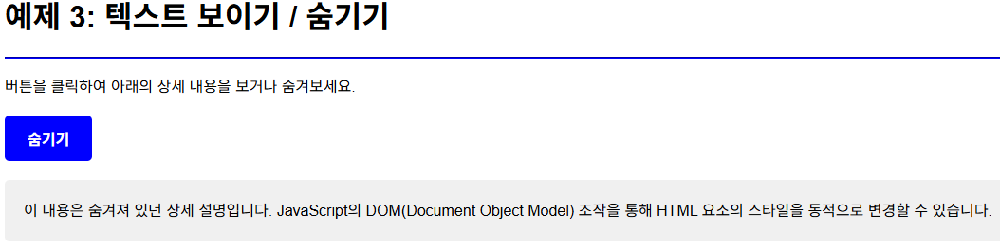 예제 3: 텍스트 보이기 / 숨기기
버튼을 클릭하여 아래의 상세 내용을 보거나 숨겨보세요.
숨기기
이 내용은 숨겨져 있던 상세 설명입니다. JavaScript의 DOM(Document Object Model) 조작을 통해 HTML 요소의 스타일을 동적으로 변경할 수 있습니다.